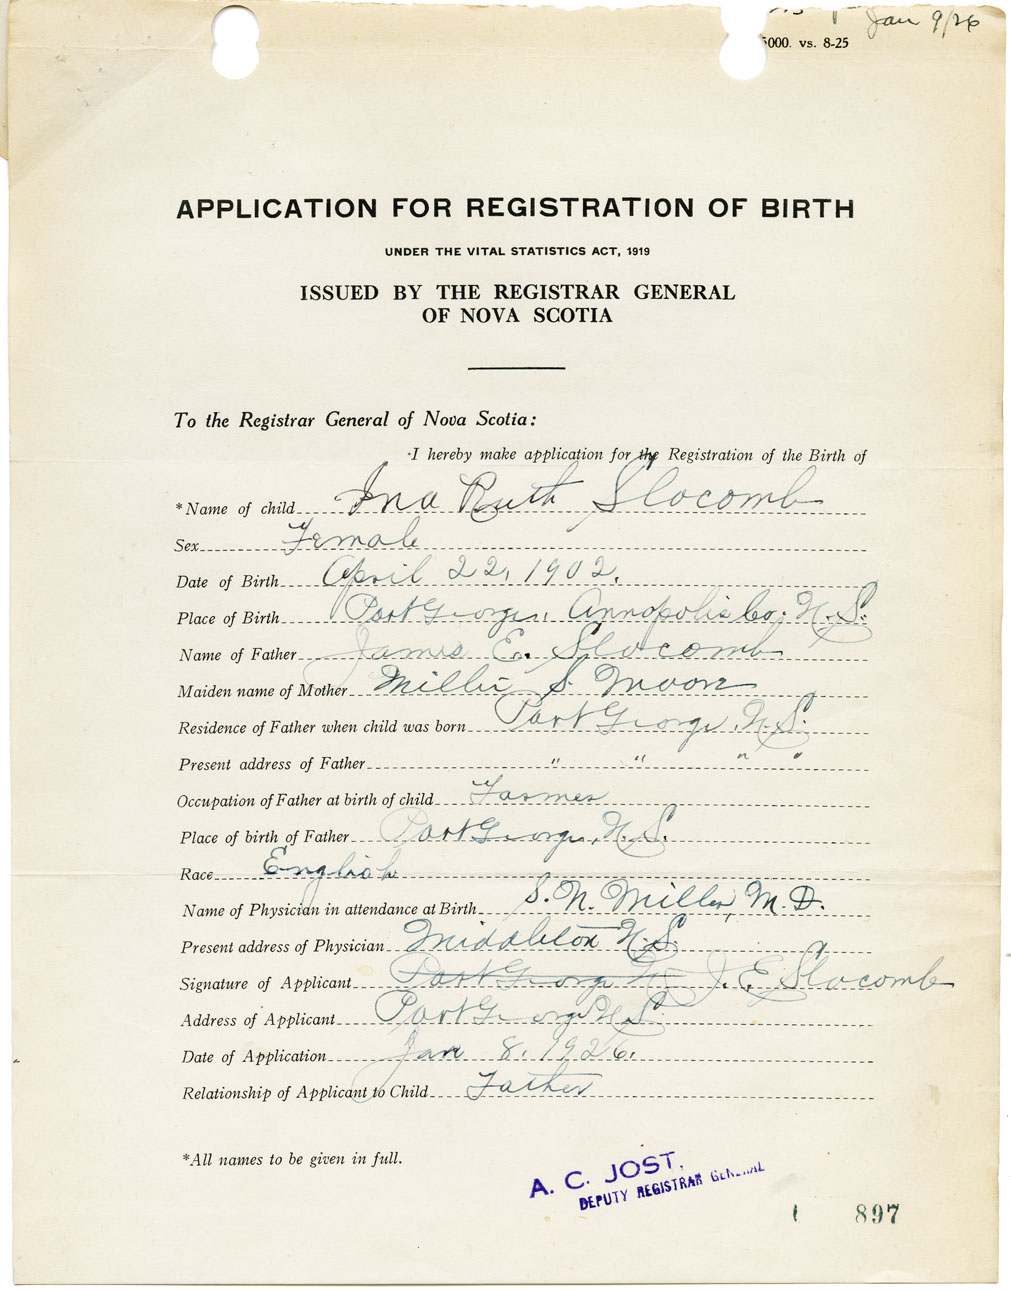 Jan 9/26
5000. vs. 8-25
APPLICATION FOR REGISTRATION OF BIRTH
UNDER THE VITAL STATISTICS ACT, 1919
ISSUED BY THE REGISTRAR GENERAL
OF NOVA SCOTIA
To the Registrar General of Nova Scotia:
I hereby make application for the Registration of the Birth of
*Name of child Ina Ruth Slocomb
Sex Female
Date of Birth April 22, 1902.
Place of Birth Port George, Annapolis Co. N.S.
Name of Father James E. Slocomb
Maiden name of Mother Millie S Moore
Residence of Father when child was born Port George, N.S.
Present address of Father " " " "
Occupation of Father at birth of child Farmer
Place of birth of Father Port George, N.S.
Race English
Name of Physician in attendance at Birth S. N. Miller, M.D.
Present address of Physician Middleton N.S.
Signature of Applicant Port George N J. E. Slocomb
Address of Applicant Port George N.S.
Date of Application Jan 8. 1926.
Relationship of Applicant to Child Father
*All names to be given in full.
A. C. JOST,
DEPUTY REGISTRAR GENERAL
897